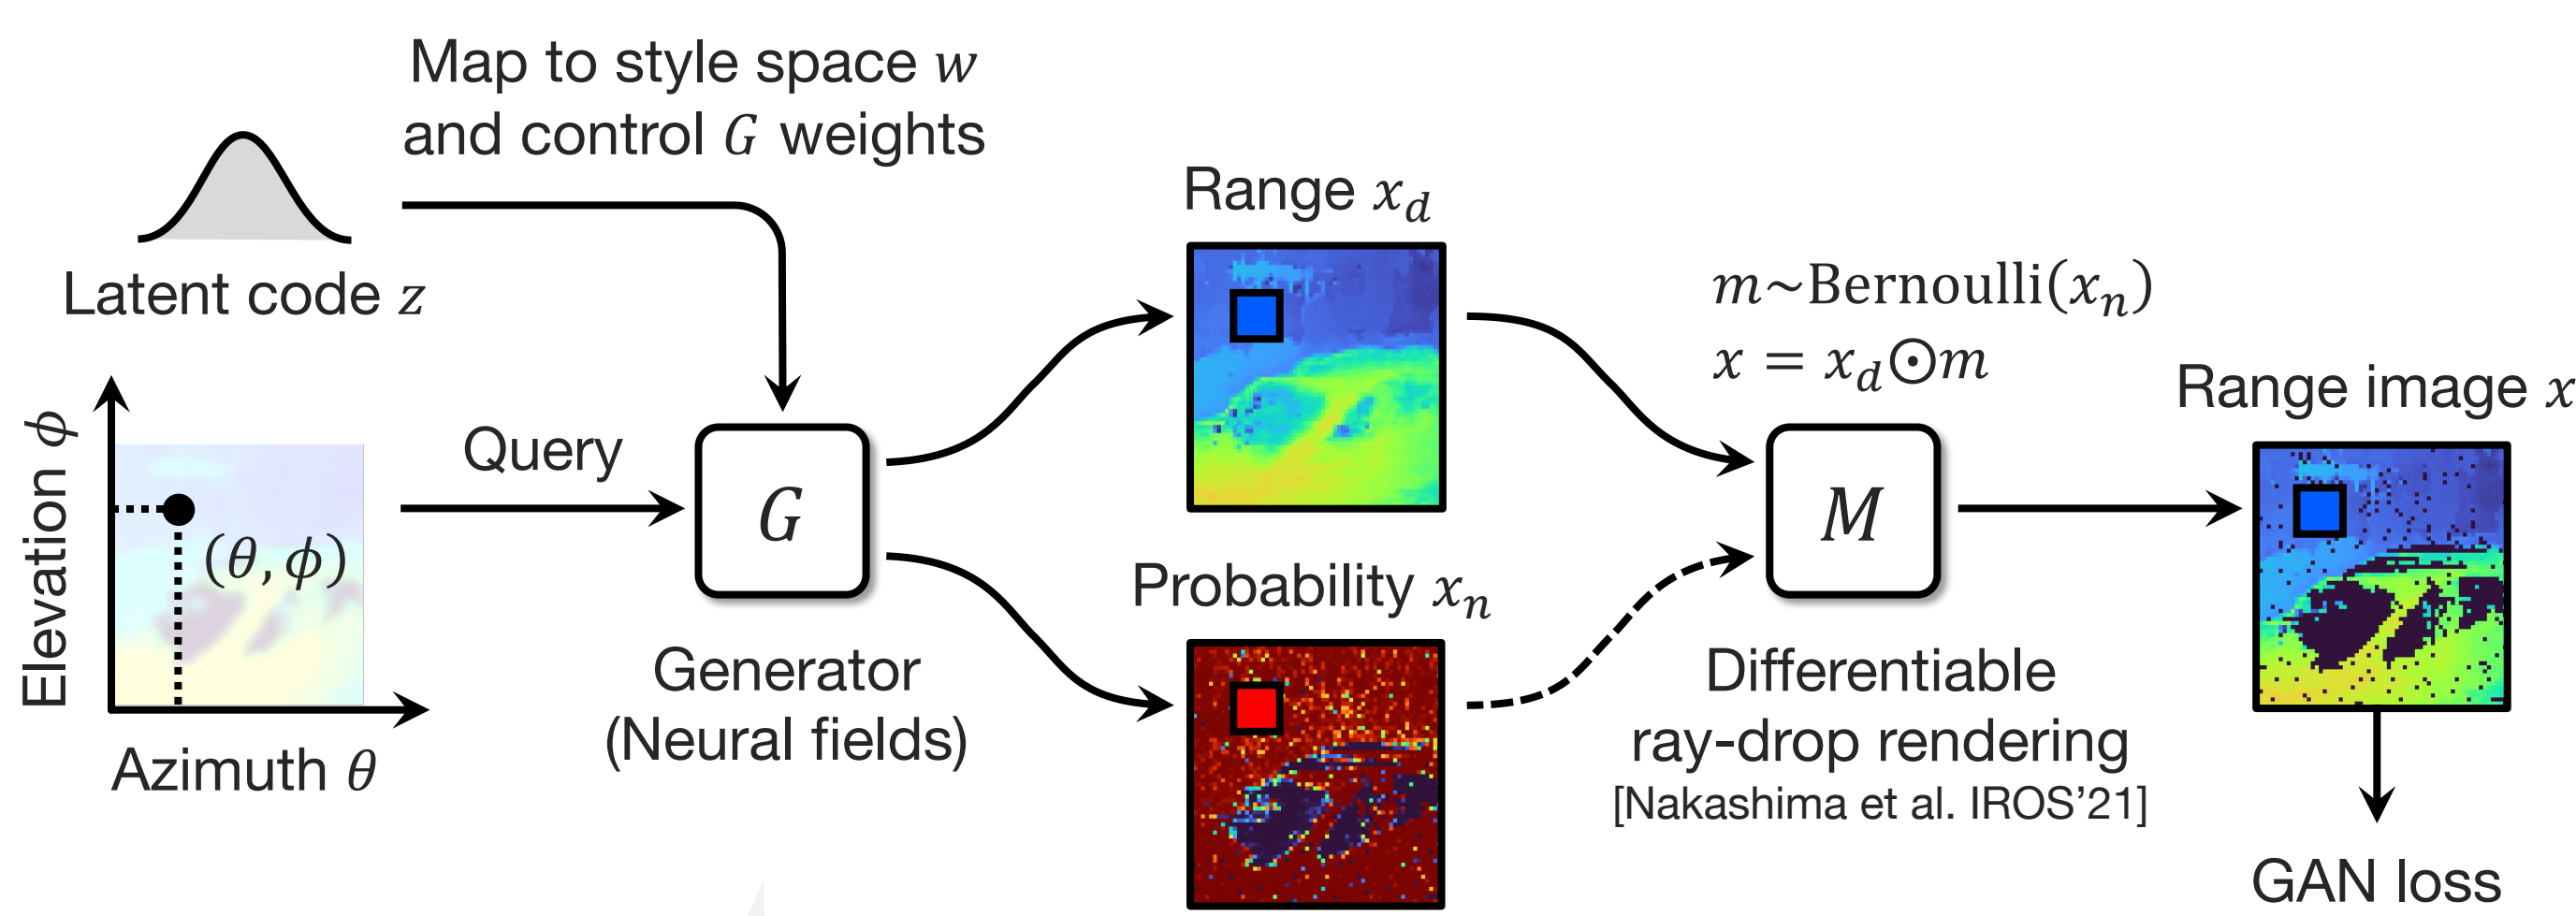 Map to style space w
and control G weights
Latent code z
Elevation ϕ
(θ, ϕ)
Azimuth θ
Query
G
Generator
(Neural fields)
Range x_d
Probability x_n
m~Bernoulli(x_n)
x = x_d⊙m
M
Differentiable
ray-drop rendering
[Nakashima et al. IROS’21]
Range image x
GAN loss